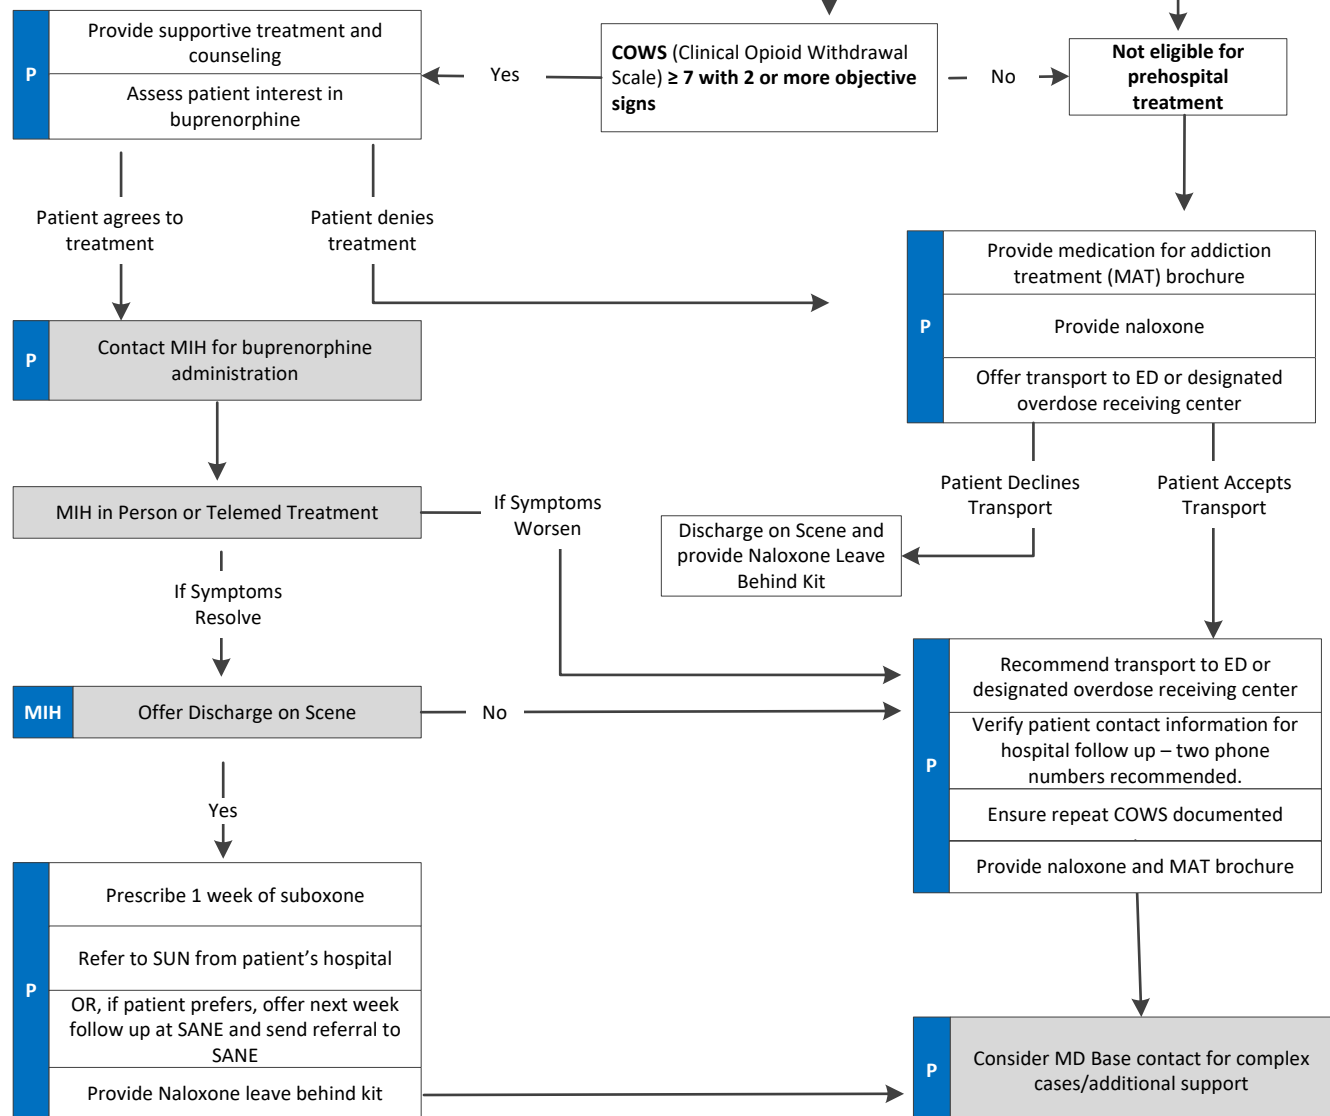 P
Provide supportive treatment and
counseling
Assess patient interest in
buprenorphine
Yes
COWS (Clinical Opioid Withdrawal
Scale) ≥ 7 with 2 or more objective
signs
No
Not eligible for
prehospital
treatment
Patient agrees to
treatment
Patient denies
treatment
P
Provide medication for addiction
treatment (MAT) brochure
Provide naloxone
Offer transport to ED or designated
overdose receiving center
P
Contact MIH for buprenorphine
administration
MIH in Person or Telemed Treatment
If Symptoms
Worsen
Patient Declines
Transport
Patient Accepts
Transport
Discharge on Scene and
provide Naloxone Leave
Behind Kit
If Symptoms
Resolve
MIH
Offer Discharge on Scene
No
P
Recommend transport to ED or
designated overdose receiving center
Verify patient contact information for
hospital follow up – two phone
numbers recommended.
Ensure repeat COWS documented
Provide naloxone and MAT brochure
Yes
P
Prescribe 1 week of suboxone
Refer to SUN from patient’s hospital
OR, if patient prefers, offer next week
follow up at SANE and send referral to
SANE
Provide Naloxone leave behind kit
P
Consider MD Base contact for complex
cases/additional support